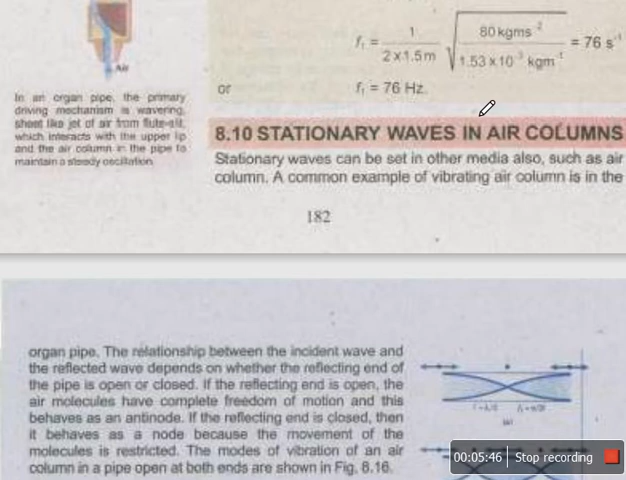 f₁ = 1 / 2 x1.5m √ 80 kgms⁻² / 1.53 x 10⁻³ kgm⁻¹ = 76 s⁻¹
or f₁ = 76 Hz.
Air
In an organ pipe, the primary
driving mechanism is wavering,
sheet like jet of air from flute-slit,
which interacts with the upper lip
and the air column in the pipe to
maintain a steady oscillation.
8.10 STATIONARY WAVES IN AIR COLUMNS
Stationary waves can be set in other media also, such as air
column. A common example of vibrating air column is in the
182
organ pipe. The relationship between the incident wave and
the reflected wave depends on whether the reflecting end of
the pipe is open or closed. If the reflecting end is open, the
air molecules have complete freedom of motion and this
behaves as an antinode. If the reflecting end is closed, then
it behaves as a node because the movement of the
molecules is restricted. The modes of vibration of an air
column in a pipe open at both ends are shown in Fig. 8.16.
(a)
00:05:46 Stop recording